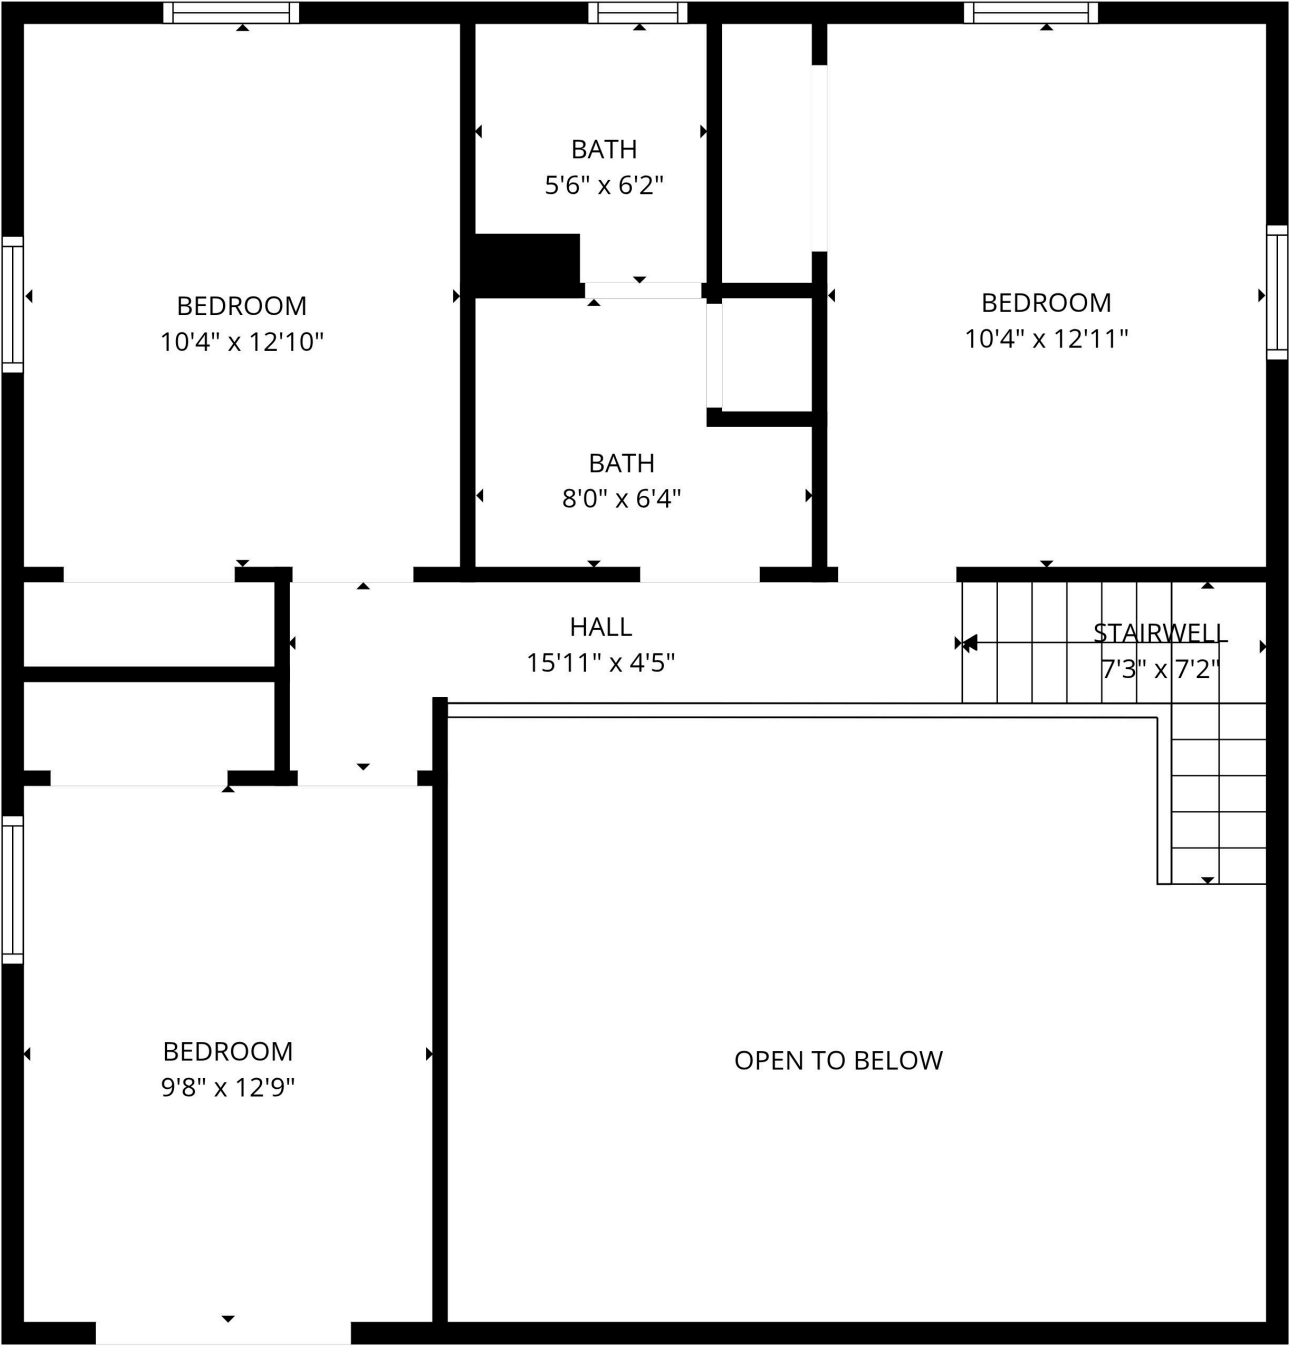 BATH
5'6" x 6'2"
BEDROOM
10'4" x 12'10"
BEDROOM
10'4" x 12'11"
BATH
8'0" x 6'4"
HALL
15'11" x 4'5"
STAIRWELL
7'3" x 7'2"
BEDROOM
9'8" x 12'9"
OPEN TO BELOW